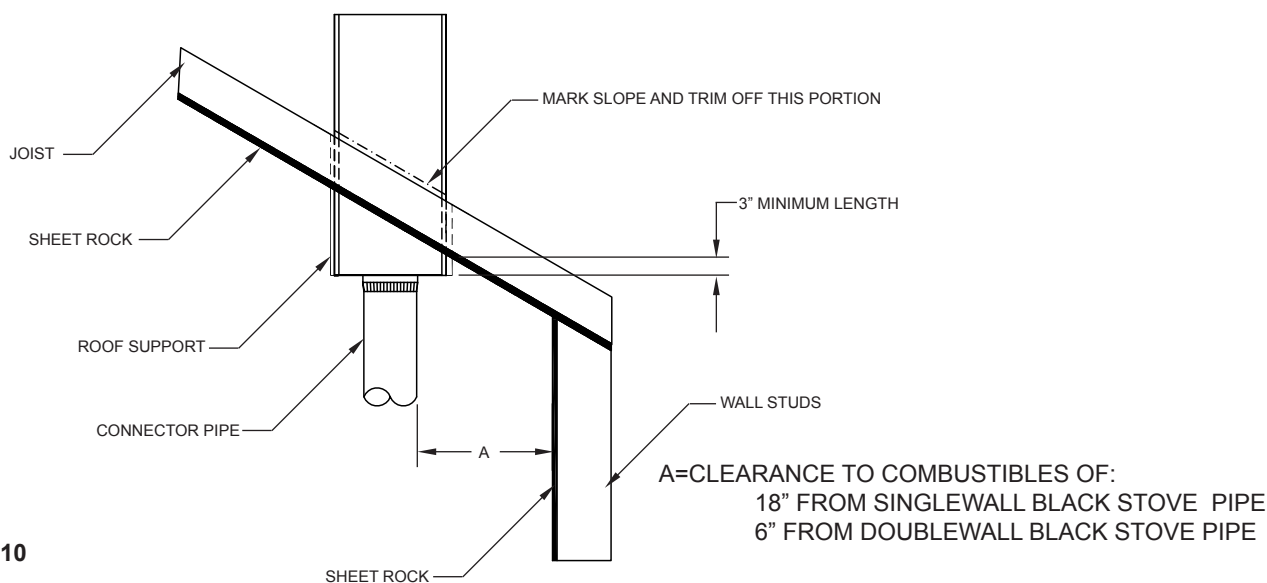 MARK SLOPE AND TRIM OFF THIS PORTION
JOIST
3” MINIMUM LENGTH
SHEET ROCK
ROOF SUPPORT
WALL STUDS
CONNECTOR PIPE
A
A=CLEARANCE TO COMBUSTIBLES OF:
18” FROM SINGLEWALL BLACK STOVE PIPE
6” FROM DOUBLEWALL BLACK STOVE PIPE
10
SHEET ROCK